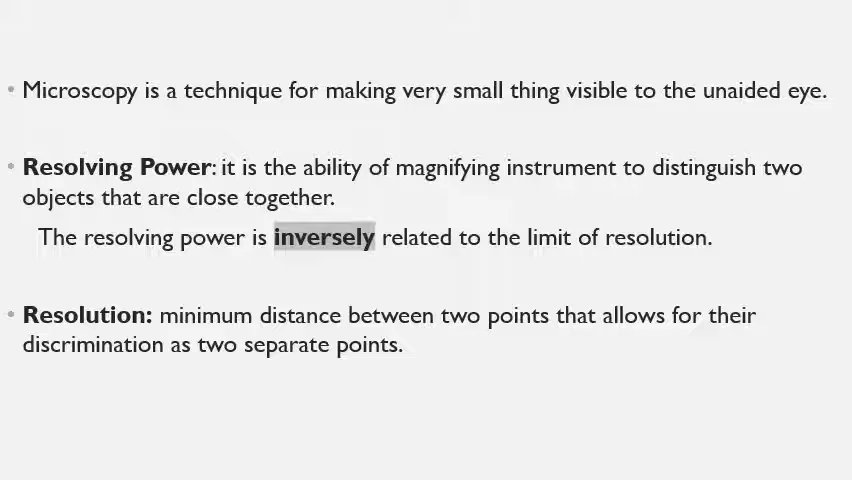 • Microscopy is a technique for making very small thing visible to the unaided eye.
• Resolving Power: it is the ability of magnifying instrument to distinguish two
objects that are close together.
The resolving power is inversely related to the limit of resolution.
• Resolution: minimum distance between two points that allows for their
discrimination as two separate points.